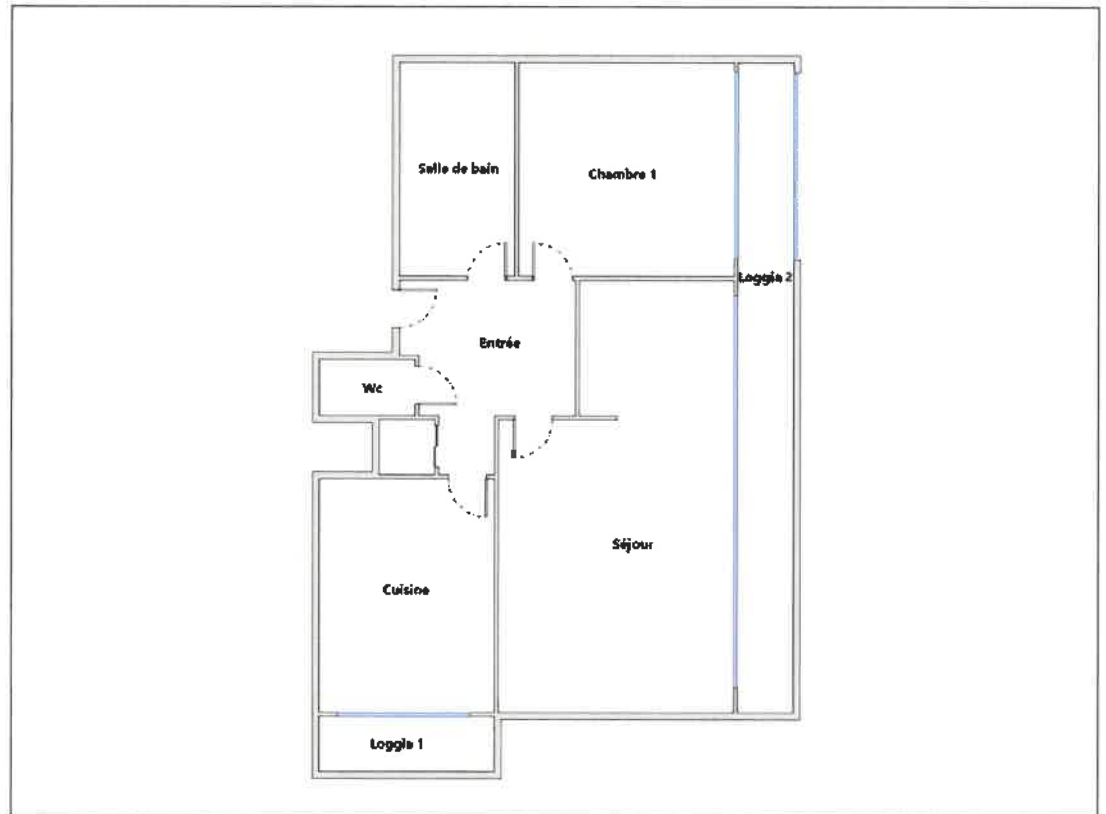 Salle de bain
Chambre 1
Loggia 2
Entrée
Wc
Séjour
Cuisine
Loggia 1